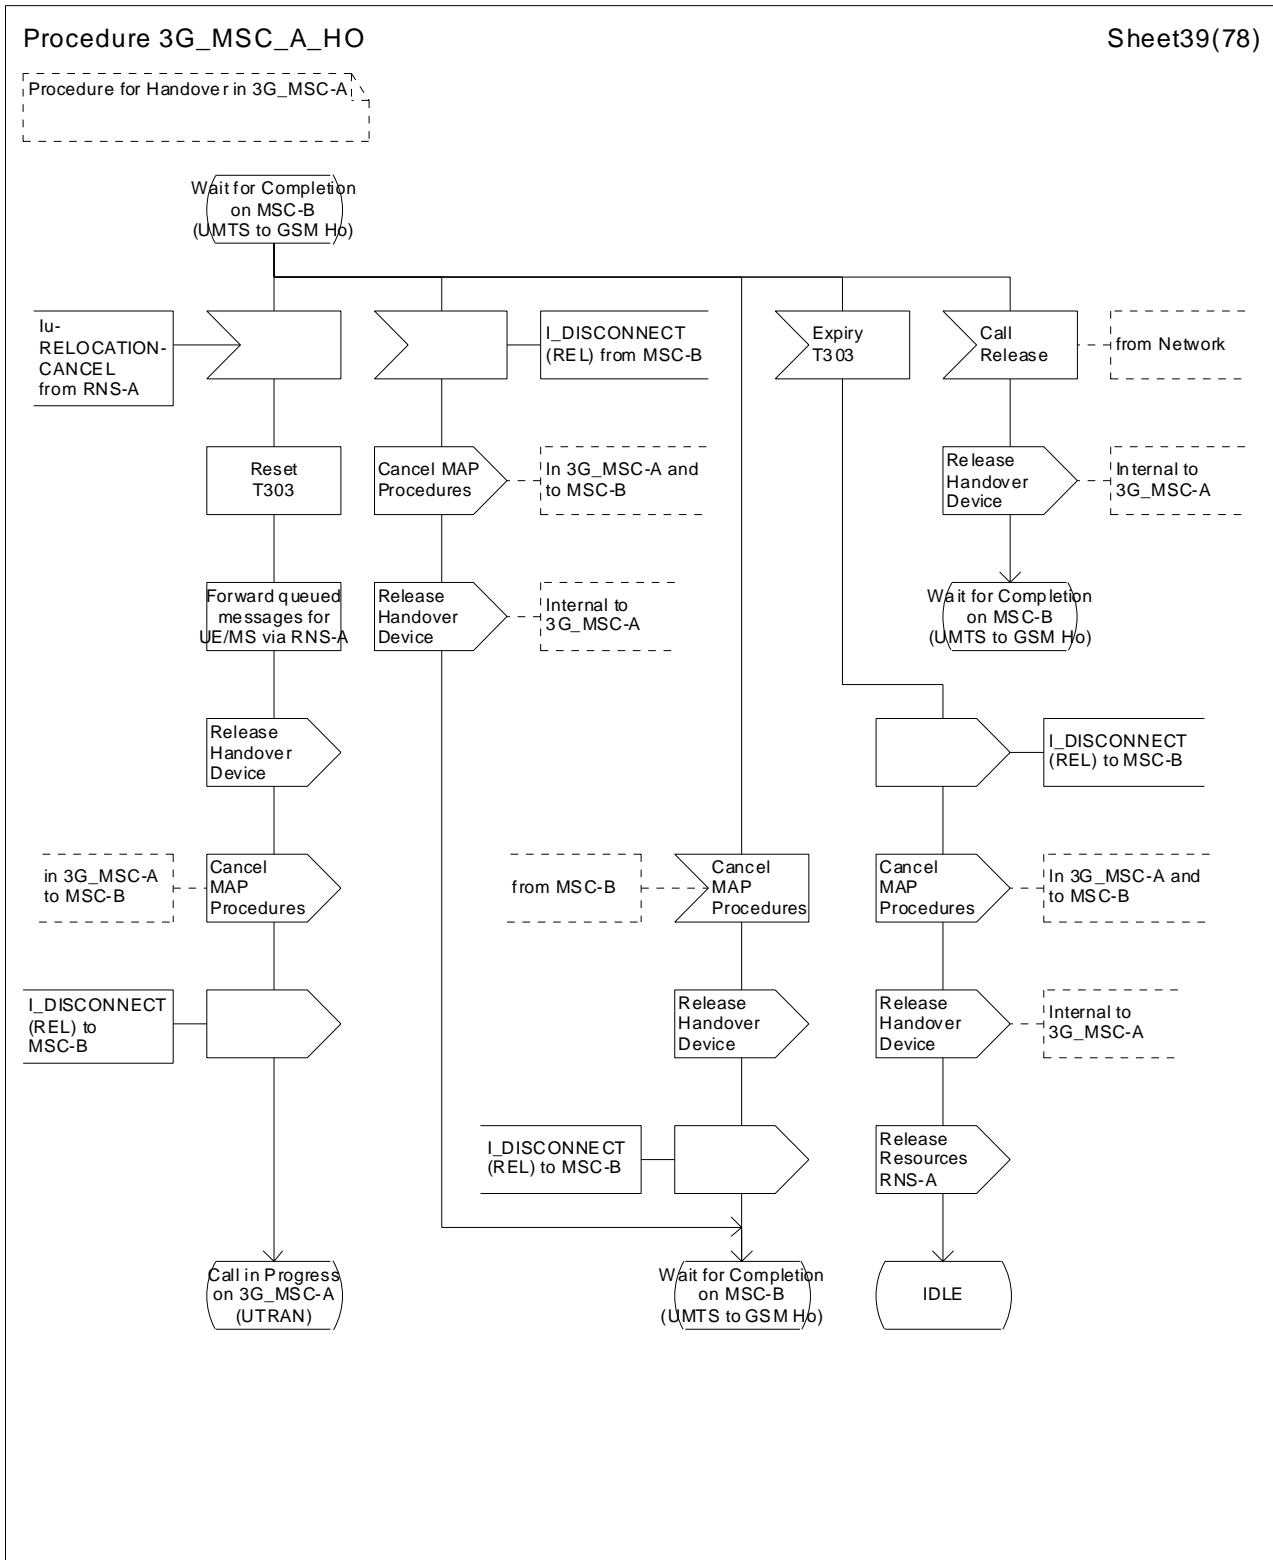 Procedure 3G_MSC_A_HO
Sheet39(78)
Procedure for Handover in 3G_MSC-A
Wait for Completion
on MSC-B
(UMTS to GSM Ho)
Iu-
RELOCATION-
CANCEL
from RNS-A
I_DISCONNECT
(REL) from MSC-B
Expiry
T303
Call
Release
from Network
Reset
T303
Cancel MAP
Procedures
In 3G_MSC-A and
to MSC-B
Release
Handover
Device
Internal to
3G_MSC-A
Forward queued
messages for
UE/MS via RNS-A
Release
Handover
Device
Internal to
3G_MSC-A
Wait for Completion
on MSC-B
(UMTS to GSM Ho)
Release
Handover
Device
I_DISCONNECT
(REL) to MSC-B
in 3G_MSC-A
to MSC-B
Cancel
MAP
Procedures
from MSC-B
Cancel
MAP
Procedures
Cancel
MAP
Procedures
In 3G_MSC-A and
to MSC-B
I_DISCONNECT
(REL) to
MSC-B
Release
Handover
Device
Release
Handover
Device
Internal to
3G_MSC-A
I_DISCONNECT
(REL) to MSC-B
Release
Resources
RNS-A
Call in Progress
on 3G_MSC-A
(UTRAN)
Wait for Completion
on MSC-B
(UMTS to GSM Ho)
IDLE